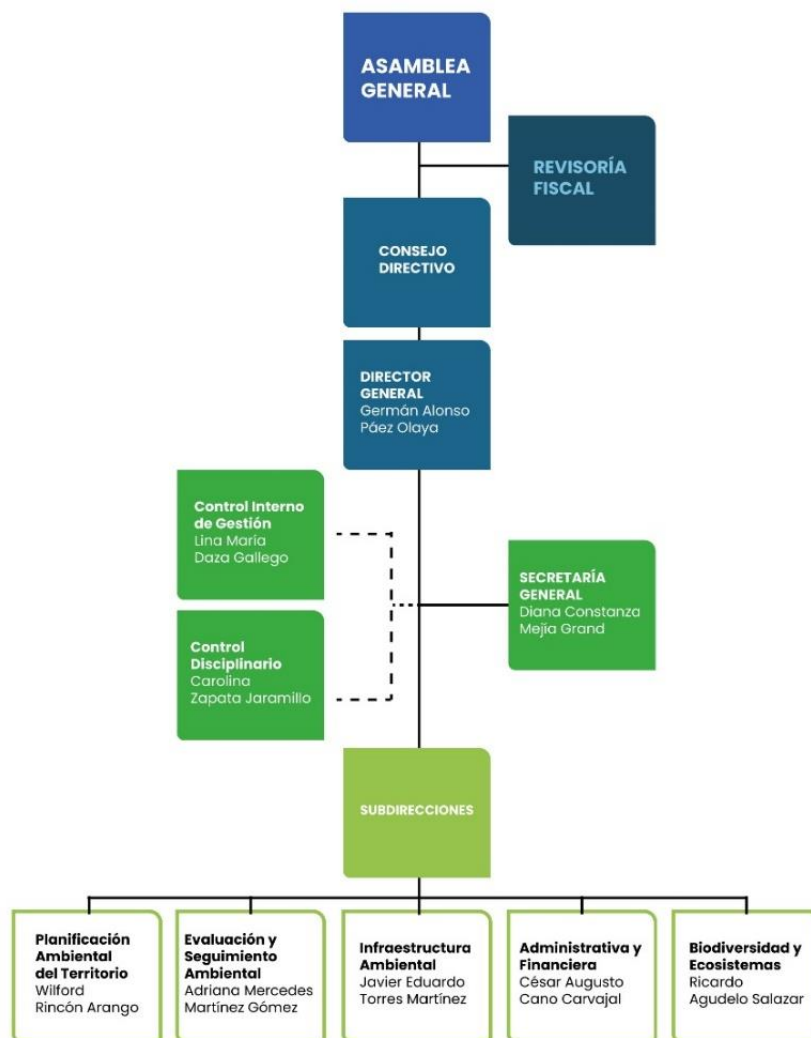 ASAMBLEA
GENERAL
REVISORÍA
FISCAL
CONSEJO
DIRECTIVO
DIRECTOR
GENERAL
Germán Alonso
Páez Olaya
Control Interno
de Gestión
Lina María
Daza Gallego
SECRETARÍA
GENERAL
Diana Constanza
Mejía Grand
Control
Disciplinario
Carolina
Zapata Jaramillo
SUBDIRECCIONES
Planificación
Ambiental
del Territorio
Wilford
Rincón Arango
Evaluación y
Seguimiento
Ambiental
Adriana Mercedes
Martínez Gómez
Infraestructura
Ambiental
Javier Eduardo
Torres Martínez
Administrativa y
Financiera
César Augusto
Cano Carvajal
Biodiversidad y
Ecosistemas
Ricardo
Agudelo Salazar